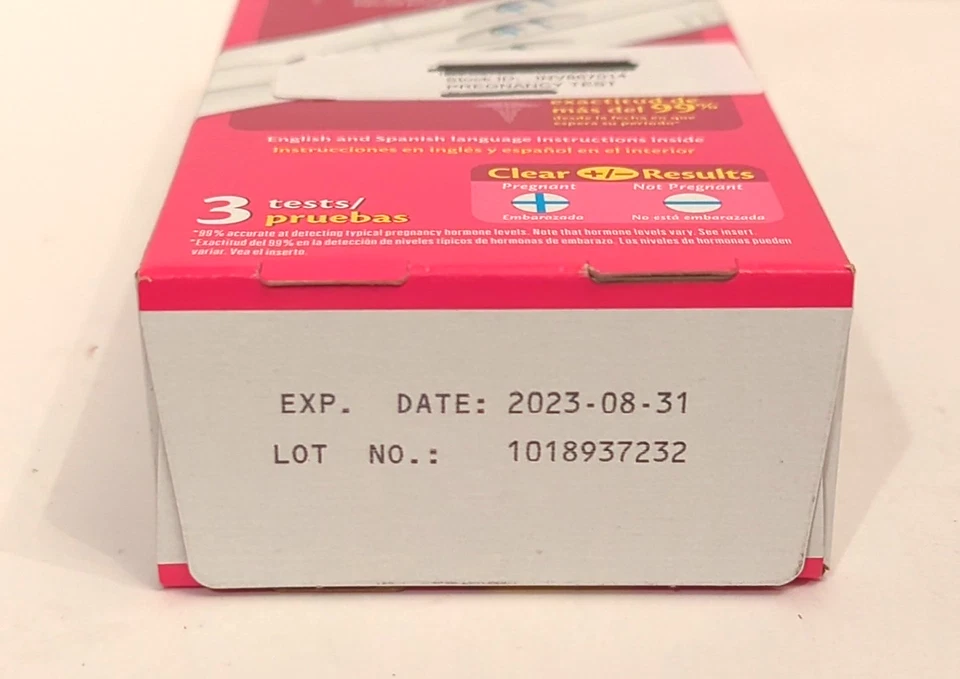 PREGNANCY TEST
exactitud de
más del 99%
desde la fecha en que
espera su período*
English and Spanish language instructions inside
Instrucciones en inglés y español en el interior
Clear +/- Results
Pregnant Not Pregnant
Embarazada No está embarazada
3 tests/
pruebas
*99% accurate at detecting typical pregnancy hormone levels. Note that hormone levels vary. See insert.
*Exactitud del 99% en la detección de niveles típicos de hormonas de embarazo. Los niveles de hormonas pueden
variar. Vea el inserto.
EXP. DATE: 2023-08-31
LOT NO.: 1018937232